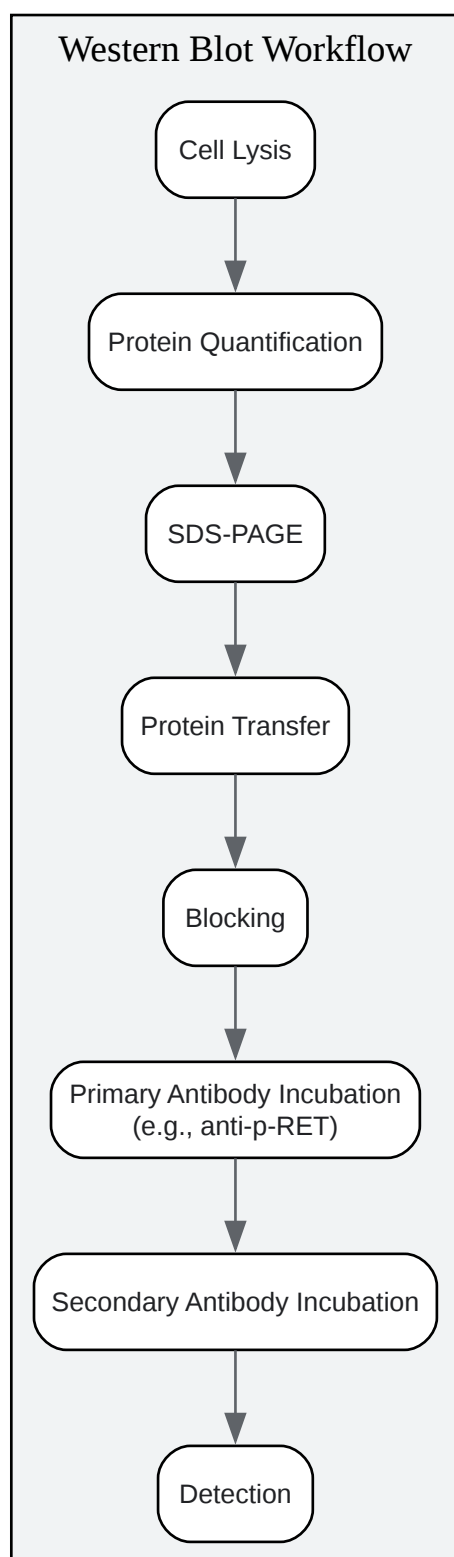 Western Blot Workflow
Cell Lysis
Protein Quantification
SDS-PAGE
Protein Transfer
Blocking
Primary Antibody Incubation
(e.g., anti-p-RET)
Secondary Antibody Incubation
Detection